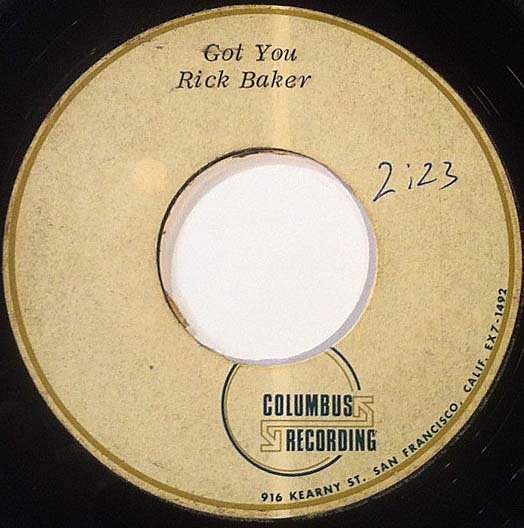 Got You
Rick Baker
2:23
COLUMBUS
RECORDING
916 KEARNY ST. SAN FRANCISCO, CALIF. EX7-1492